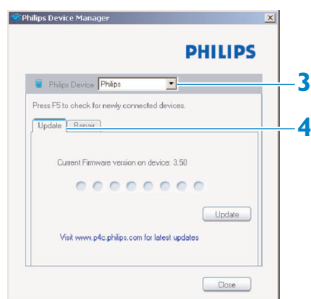 Philips Device Manager
PHILIPS
Philips Device Philips
3
Press F5 to check for newly connected devices.
Update Repair
4
Current Firmware version on device: 3.50
Update
Visit www.p4c.philips.com for latest updates
Close